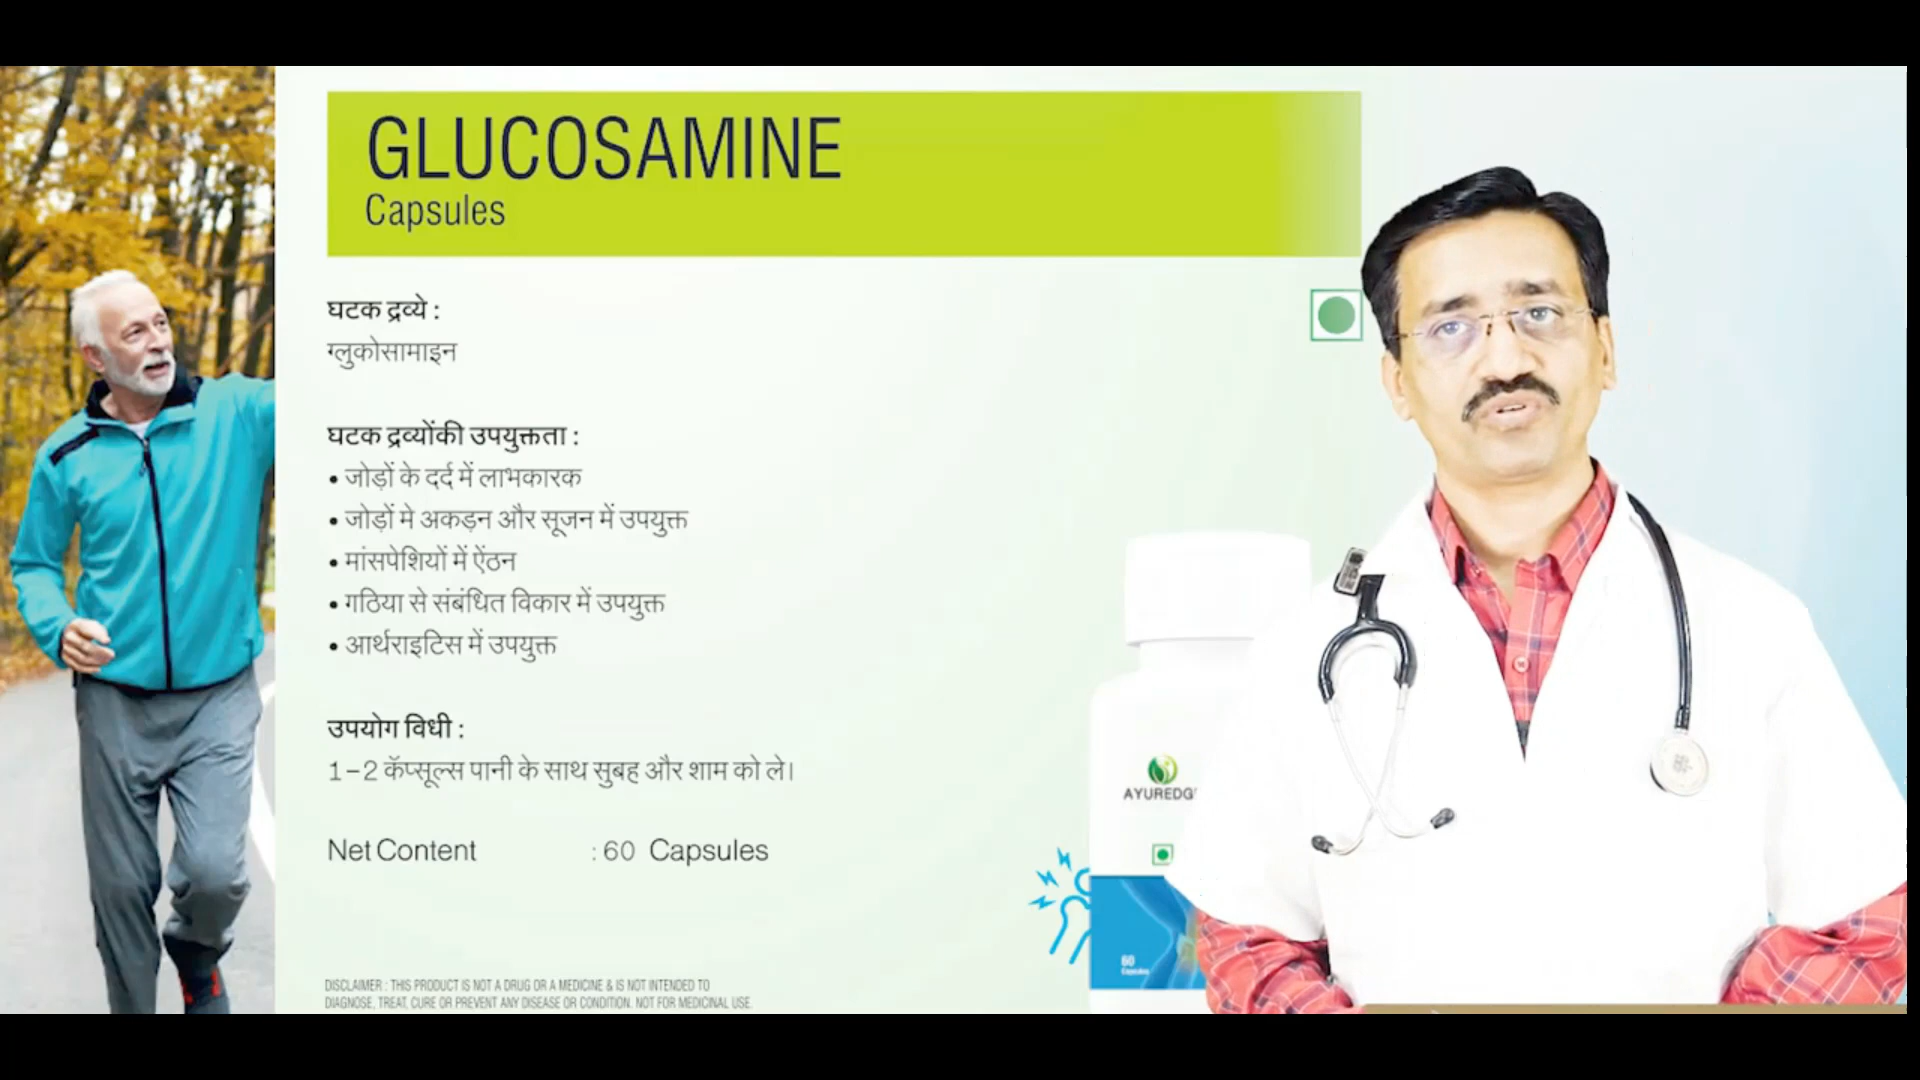 GLUCOSAMINE
Capsules
घटक द्रव्ये :
ग्लुकोसामाइन
घटक द्रव्योंकी उपयुक्तता :
• जोड़ों के दर्द में लाभकारक
• जोड़ों मे अकड़न और सूजन में उपयुक्त
• मांसपेशियों में ऐंठन
• गठिया से संबंधित विकार में उपयुक्त
• आर्थराइटिस में उपयुक्त
उपयोग विधी :
1-2 कॅप्सूल्स पानी के साथ सुबह और शाम को ले।
Net Content : 60 Capsules
DISCLAIMER : THIS PRODUCT IS NOT A DRUG OR A MEDICINE & IS NOT INTENDED TO
DIAGNOSE, TREAT, CURE OR PREVENT ANY DISEASE OR CONDITION. NOT FOR MEDICINAL USE.
AYUREDG
60
Capsules